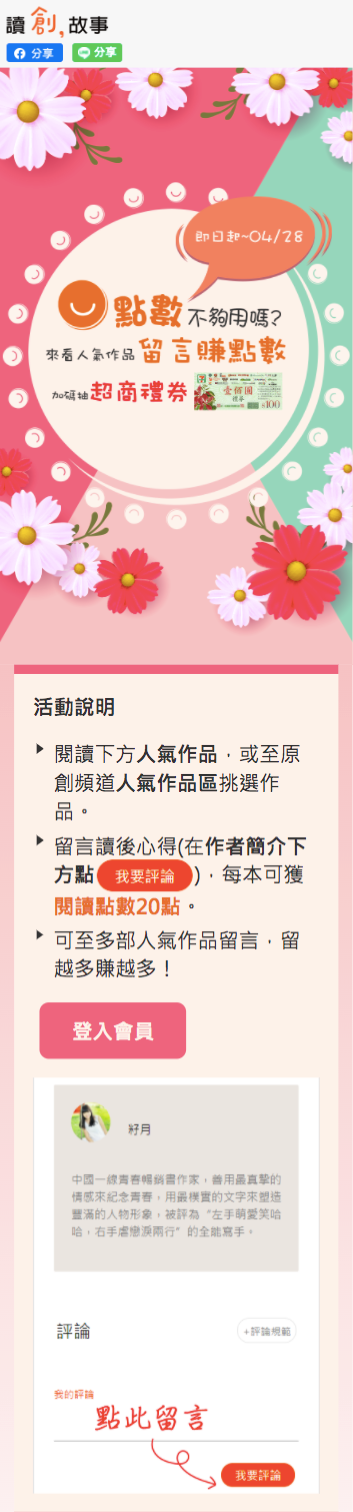 讀創,故事
分享
分享
即日起~04/28
點數不夠用嗎?
來看人氣作品留言賺點數
加碼抽超商禮券
壹佰圓
禮券
$100
活動說明
閱讀下方人氣作品，或至原
創頻道人氣作品區挑選作
品。
留言讀後心得(在作者簡介下
方點 我要評論 )，每本可獲
閱讀點數20點。
可至多部人氣作品留言，留
越多賺越多！
登入會員
籽月
中國一線青春暢銷書作家，善用最真摯的
情感來紀念青春，用最樸實的文字來塑造
豐滿的人物形象，被評為“左手萌愛笑哈
哈，右手虐戀淚兩行”的全能寫手。
評論
+評論規範
我的評論
點此留言
我要評論